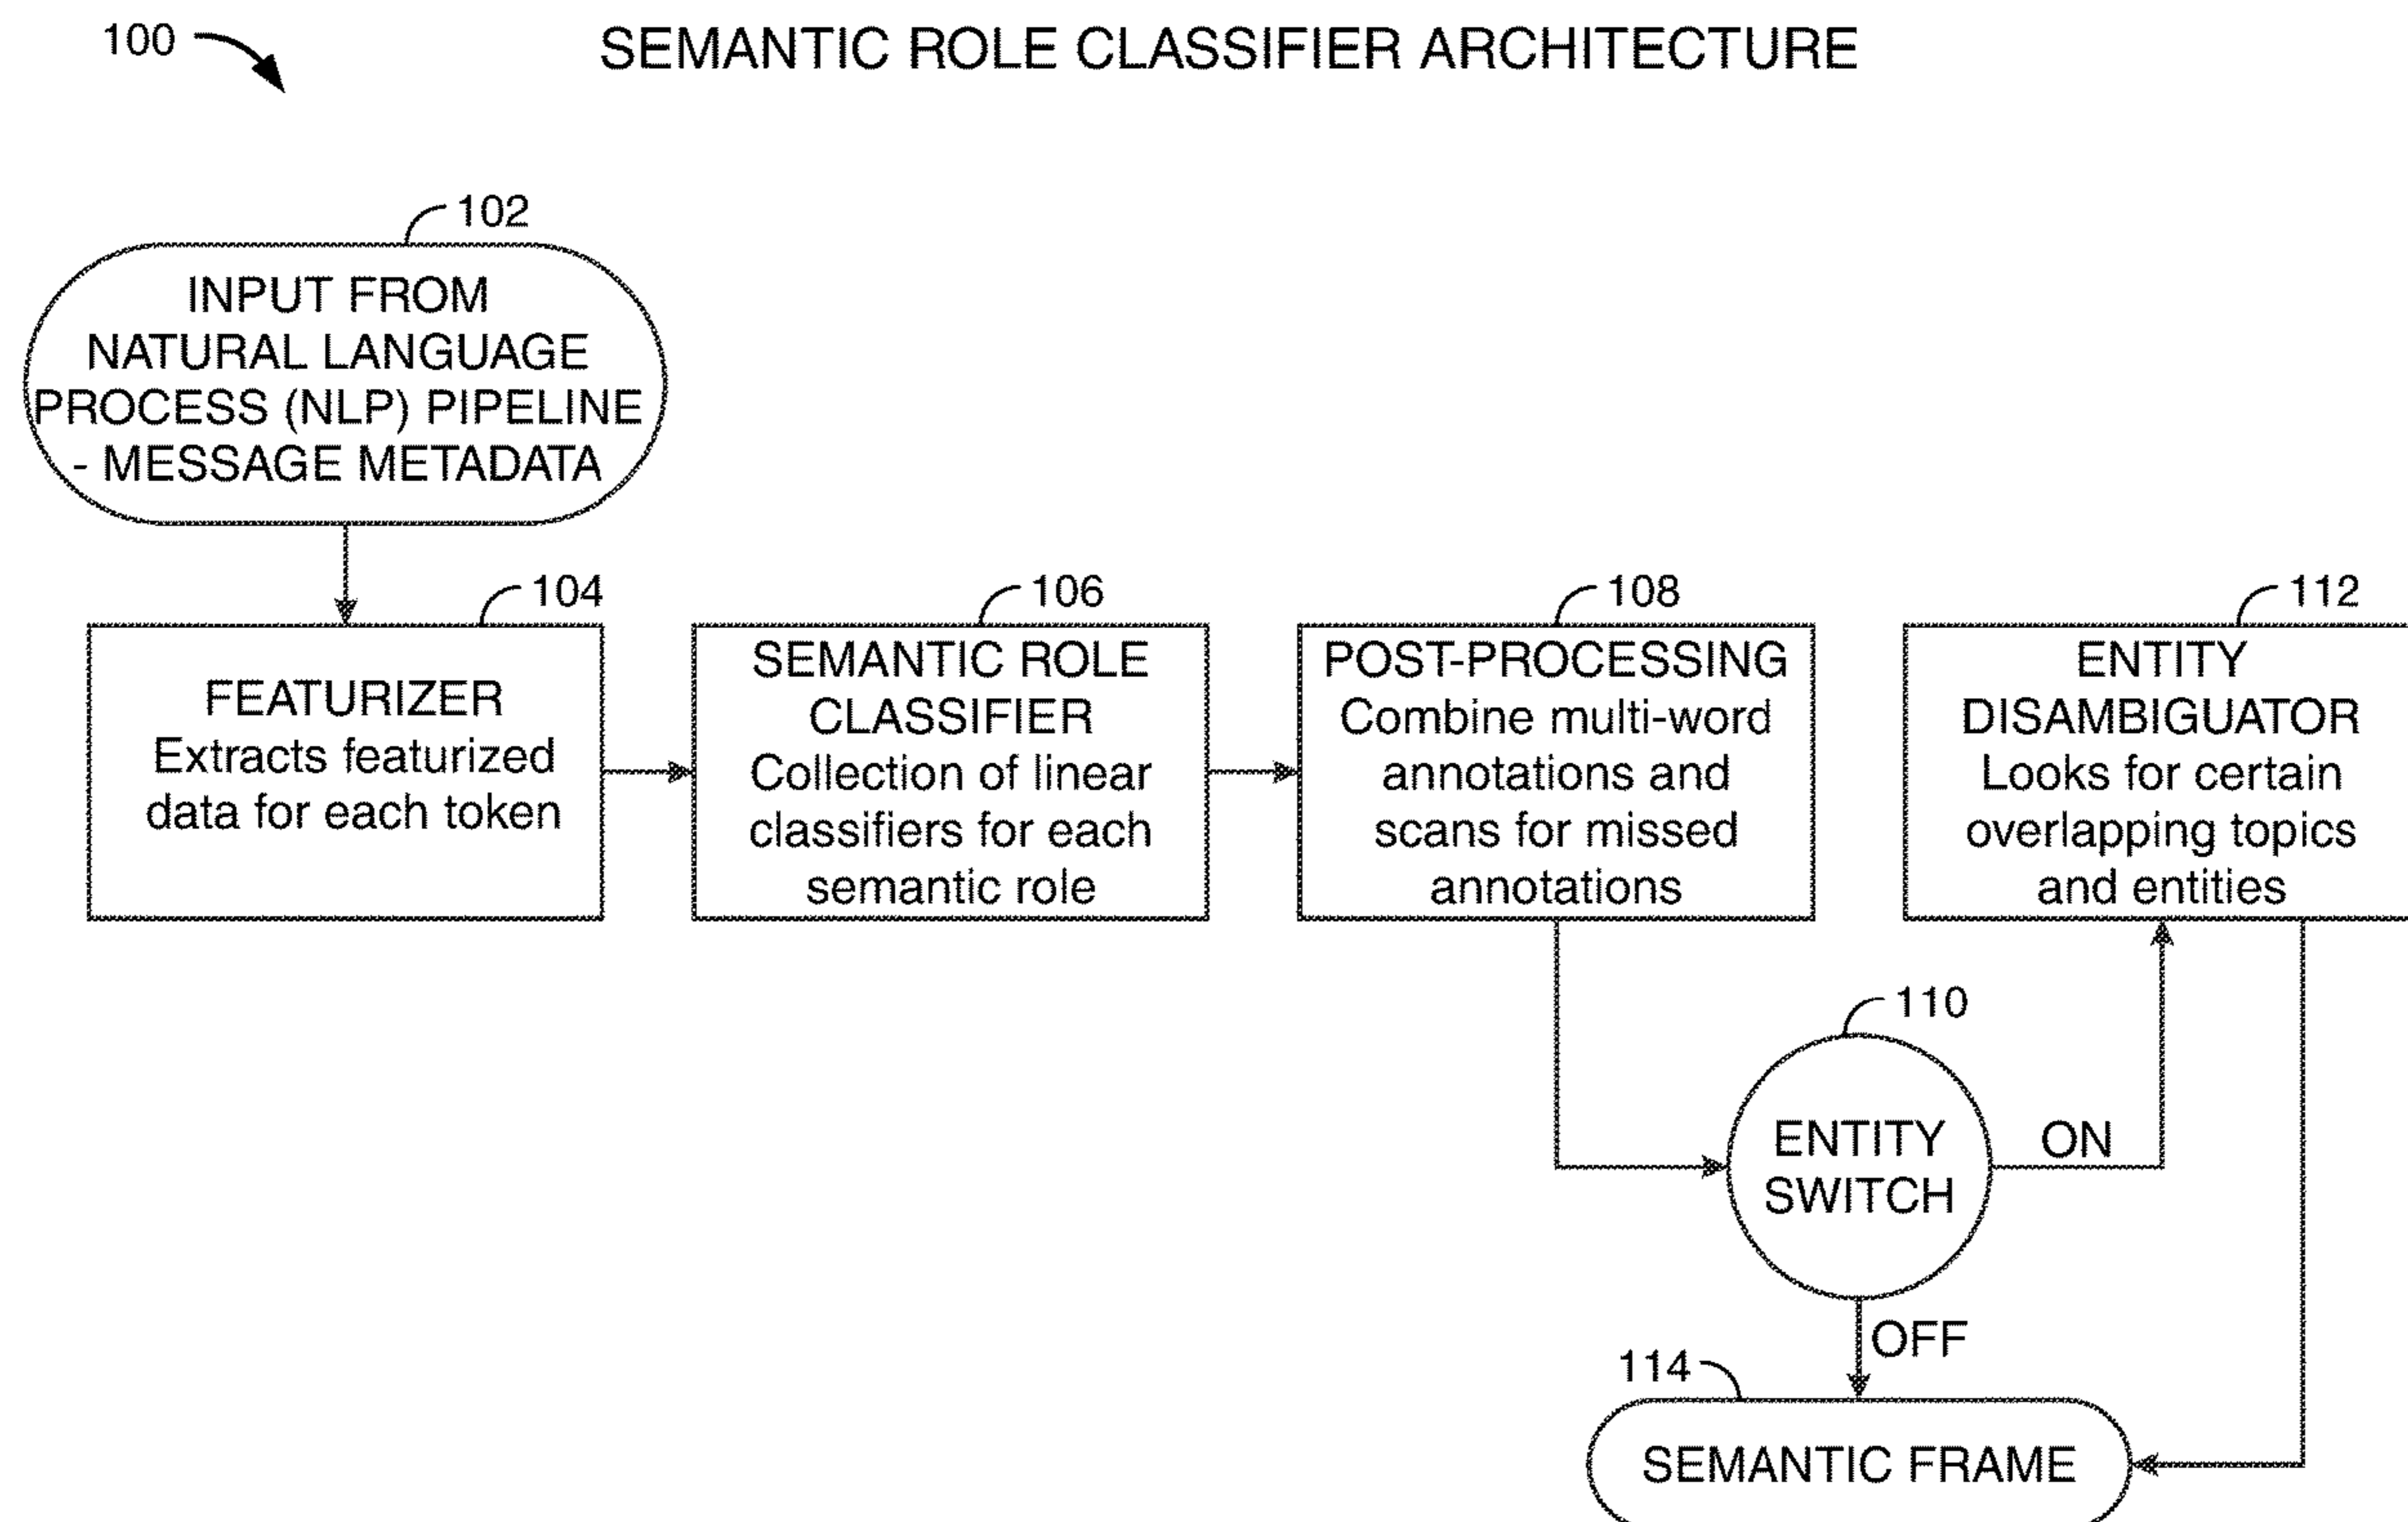 100
SEMANTIC ROLE CLASSIFIER ARCHITECTURE
102
INPUT FROM
NATURAL LANGUAGE
PROCESS (NLP) PIPELINE
- MESSAGE METADATA
104
FEATURIZER
Extracts featurized
data for each token
106
SEMANTIC ROLE
CLASSIFIER
Collection of linear
classifiers for each
semantic role
108
POST-PROCESSING
Combine multi-word
annotations and
scans for missed
annotations
112
ENTITY
DISAMBIGUATOR
Looks for certain
overlapping topics
and entities
110
ENTITY
SWITCH
ON
OFF
114
SEMANTIC FRAME